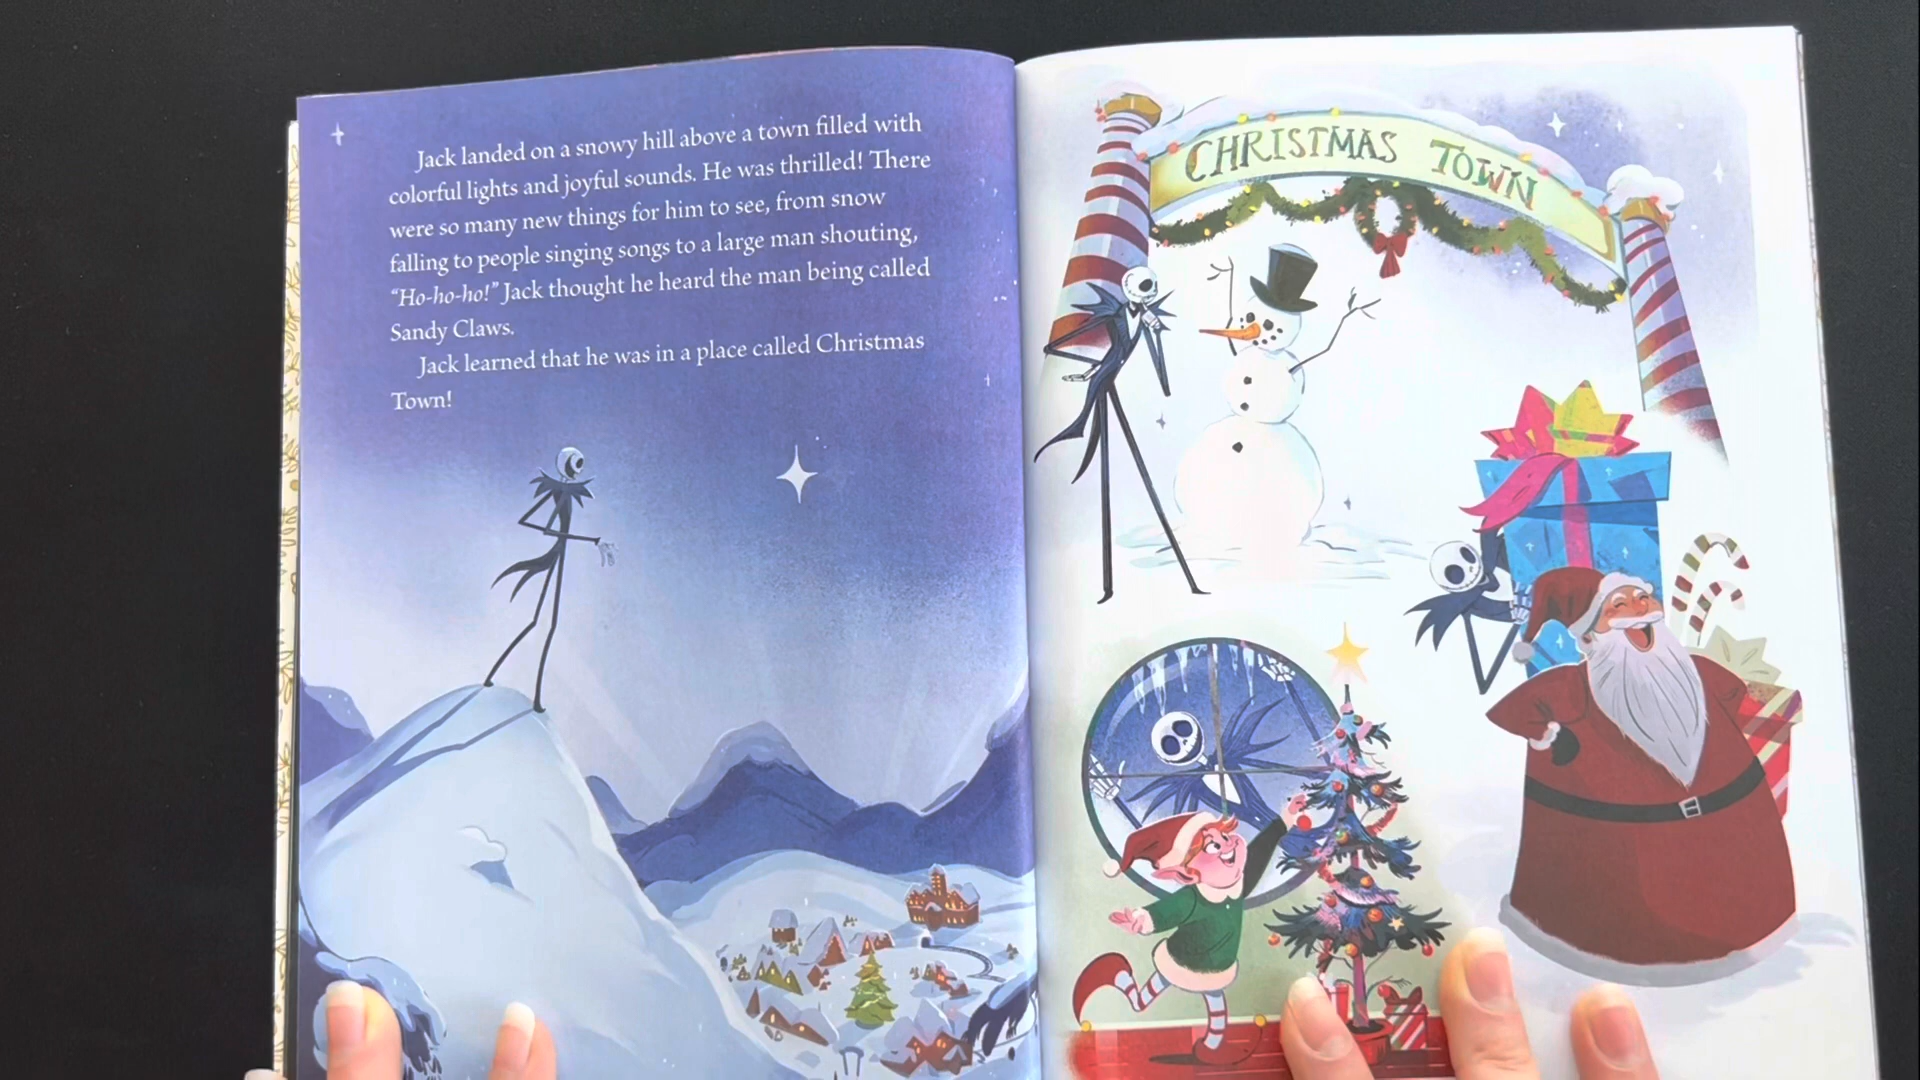 Jack landed on a snowy hill above a town filled with
colorful lights and joyful sounds. He was thrilled! There
were so many new things for him to see, from snow
falling to people singing songs to a large man shouting,
“Ho-ho-ho!” Jack thought he heard the man being called
Sandy Claws.
Jack learned that he was in a place called Christmas
Town!
CHRISTMAS TOWN